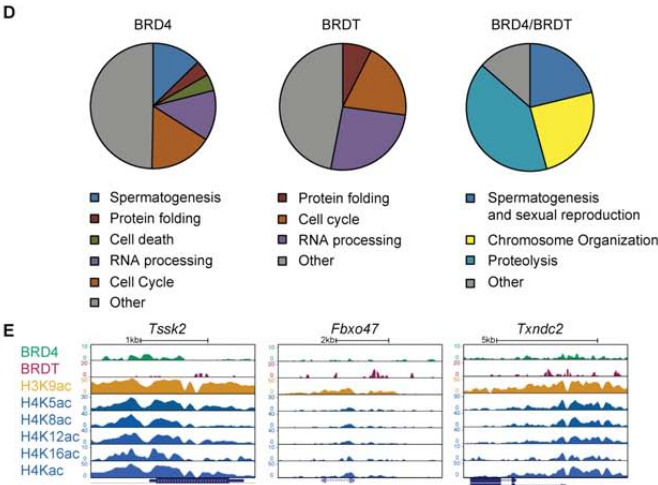 D
BRD4 BRDT BRD4/BRDT
Spermatogenesis
Protein folding
Cell death
RNA processing
Cell Cycle
Other
Protein folding
Cell cycle
RNA processing
Other
Spermatogenesis
and sexual reproduction
Chromosome Organization
Proteolysis
Other
E
Tssk2 Fbxo47 Txndc2
1kb 2kb 5kb
BRD4
BRDT
H3K9ac
H4K5ac
H4K8ac
H4K12ac
H4K16ac
H4Kac